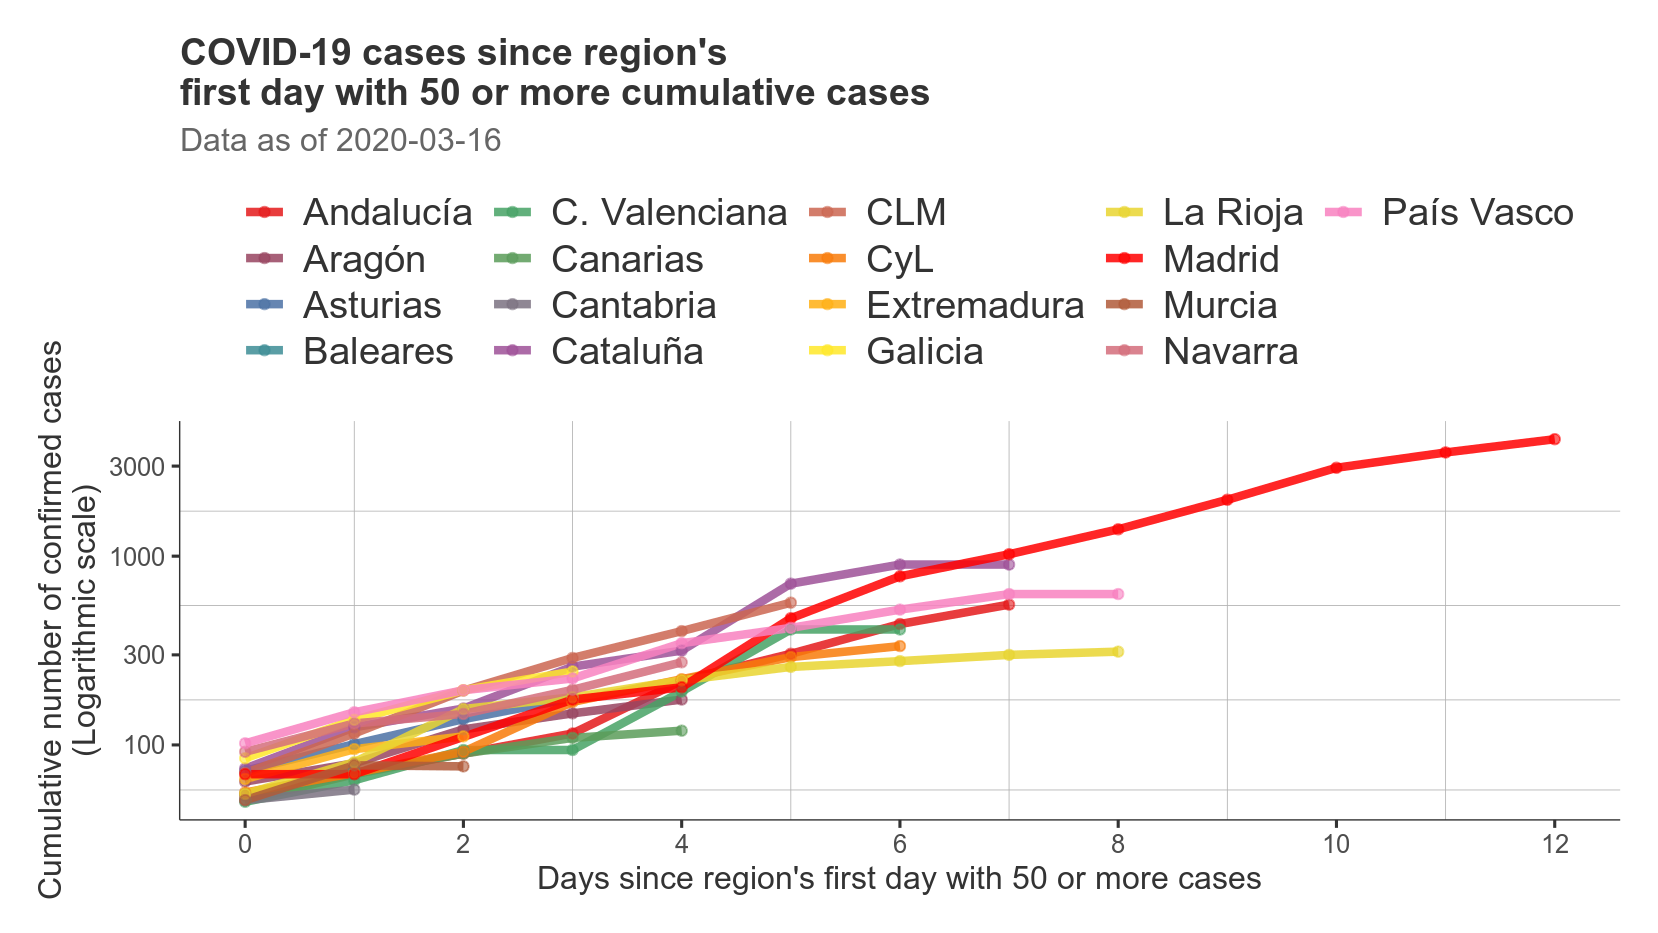 COVID-19 cases since region's
first day with 50 or more cumulative cases
Data as of 2020-03-16
Andalucía C. Valenciana CLM La Rioja País Vasco
Aragón Canarias CyL Madrid
Asturias Cantabria Extremadura Murcia
Baleares Cataluña Galicia Navarra
Cumulative number of confirmed cases
(Logarithmic scale)
3000
1000
300
100
0 2 4 6 8 10 12
Days since region's first day with 50 or more cases